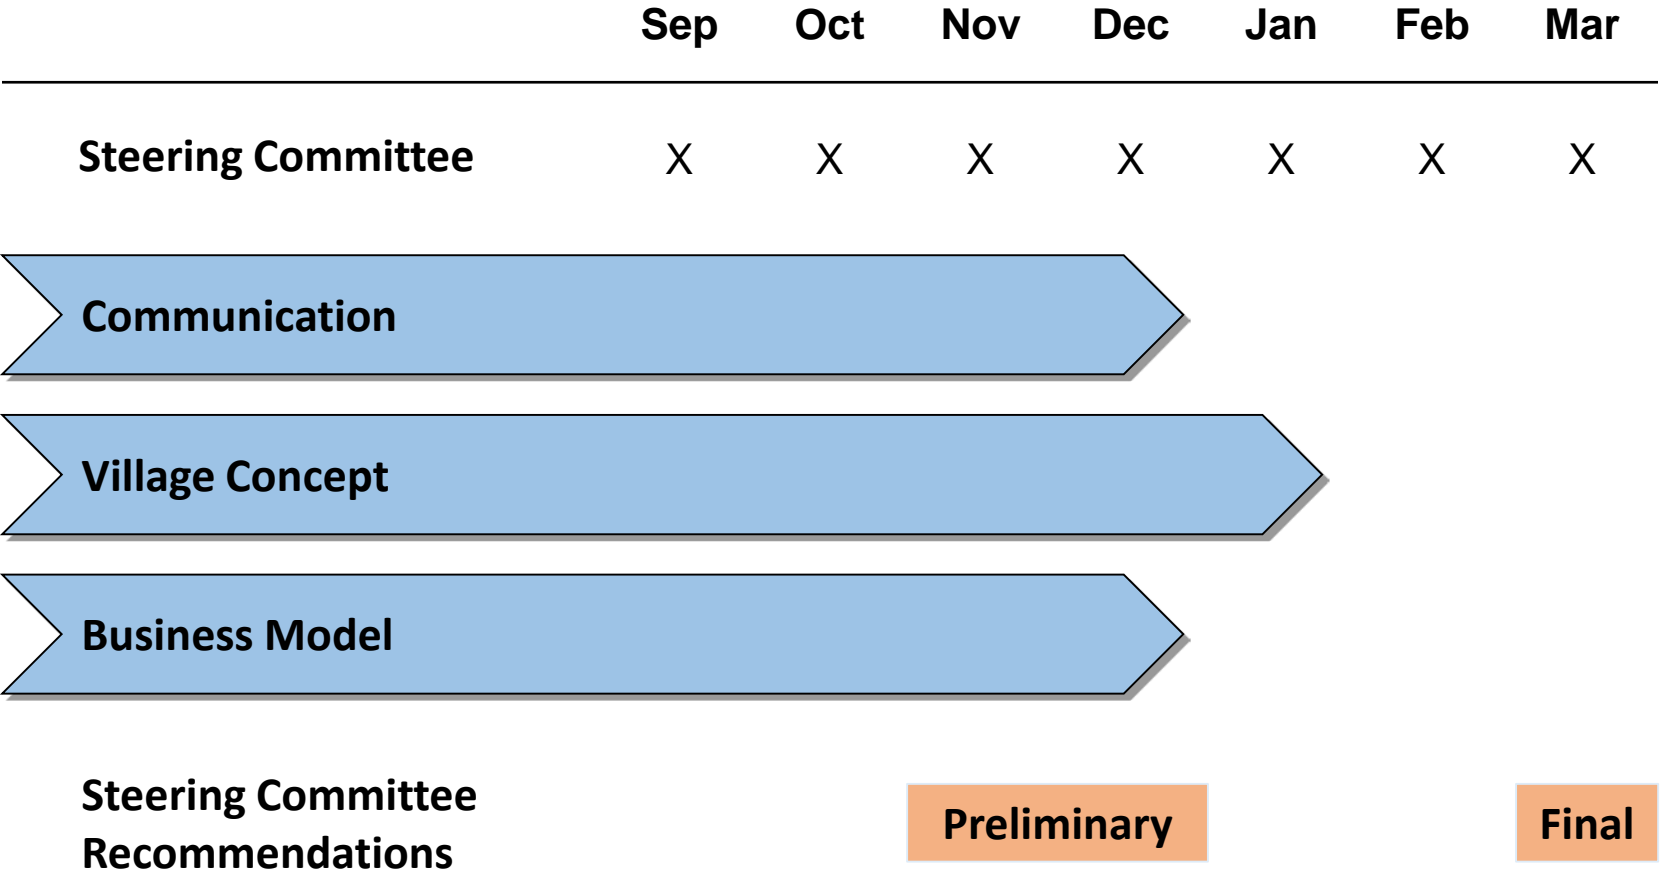 Sep Oct Nov Dec Jan Feb Mar
Steering Committee X X X X X X X
Communication
Village Concept
Business Model
Steering Committee
Recommendations
Preliminary Final